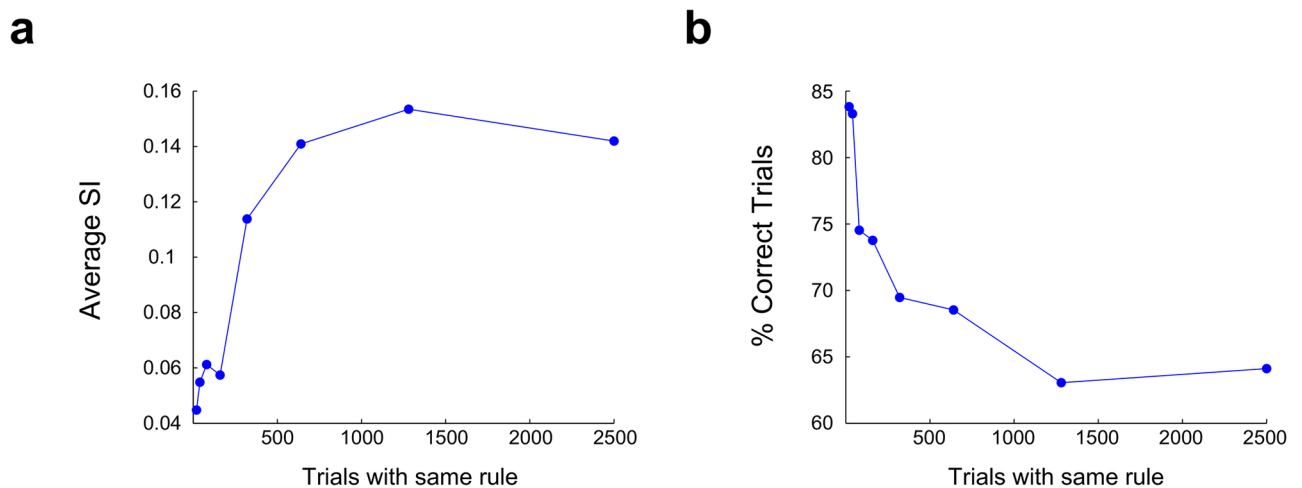 a
0.16
0.14
0.12
0.1
0.08
0.06
0.04
Average SI
500 1000 1500 2000 2500
Trials with same rule
b
85
80
75
70
65
60
% Correct Trials
500 1000 1500 2000 2500
Trials with same rule